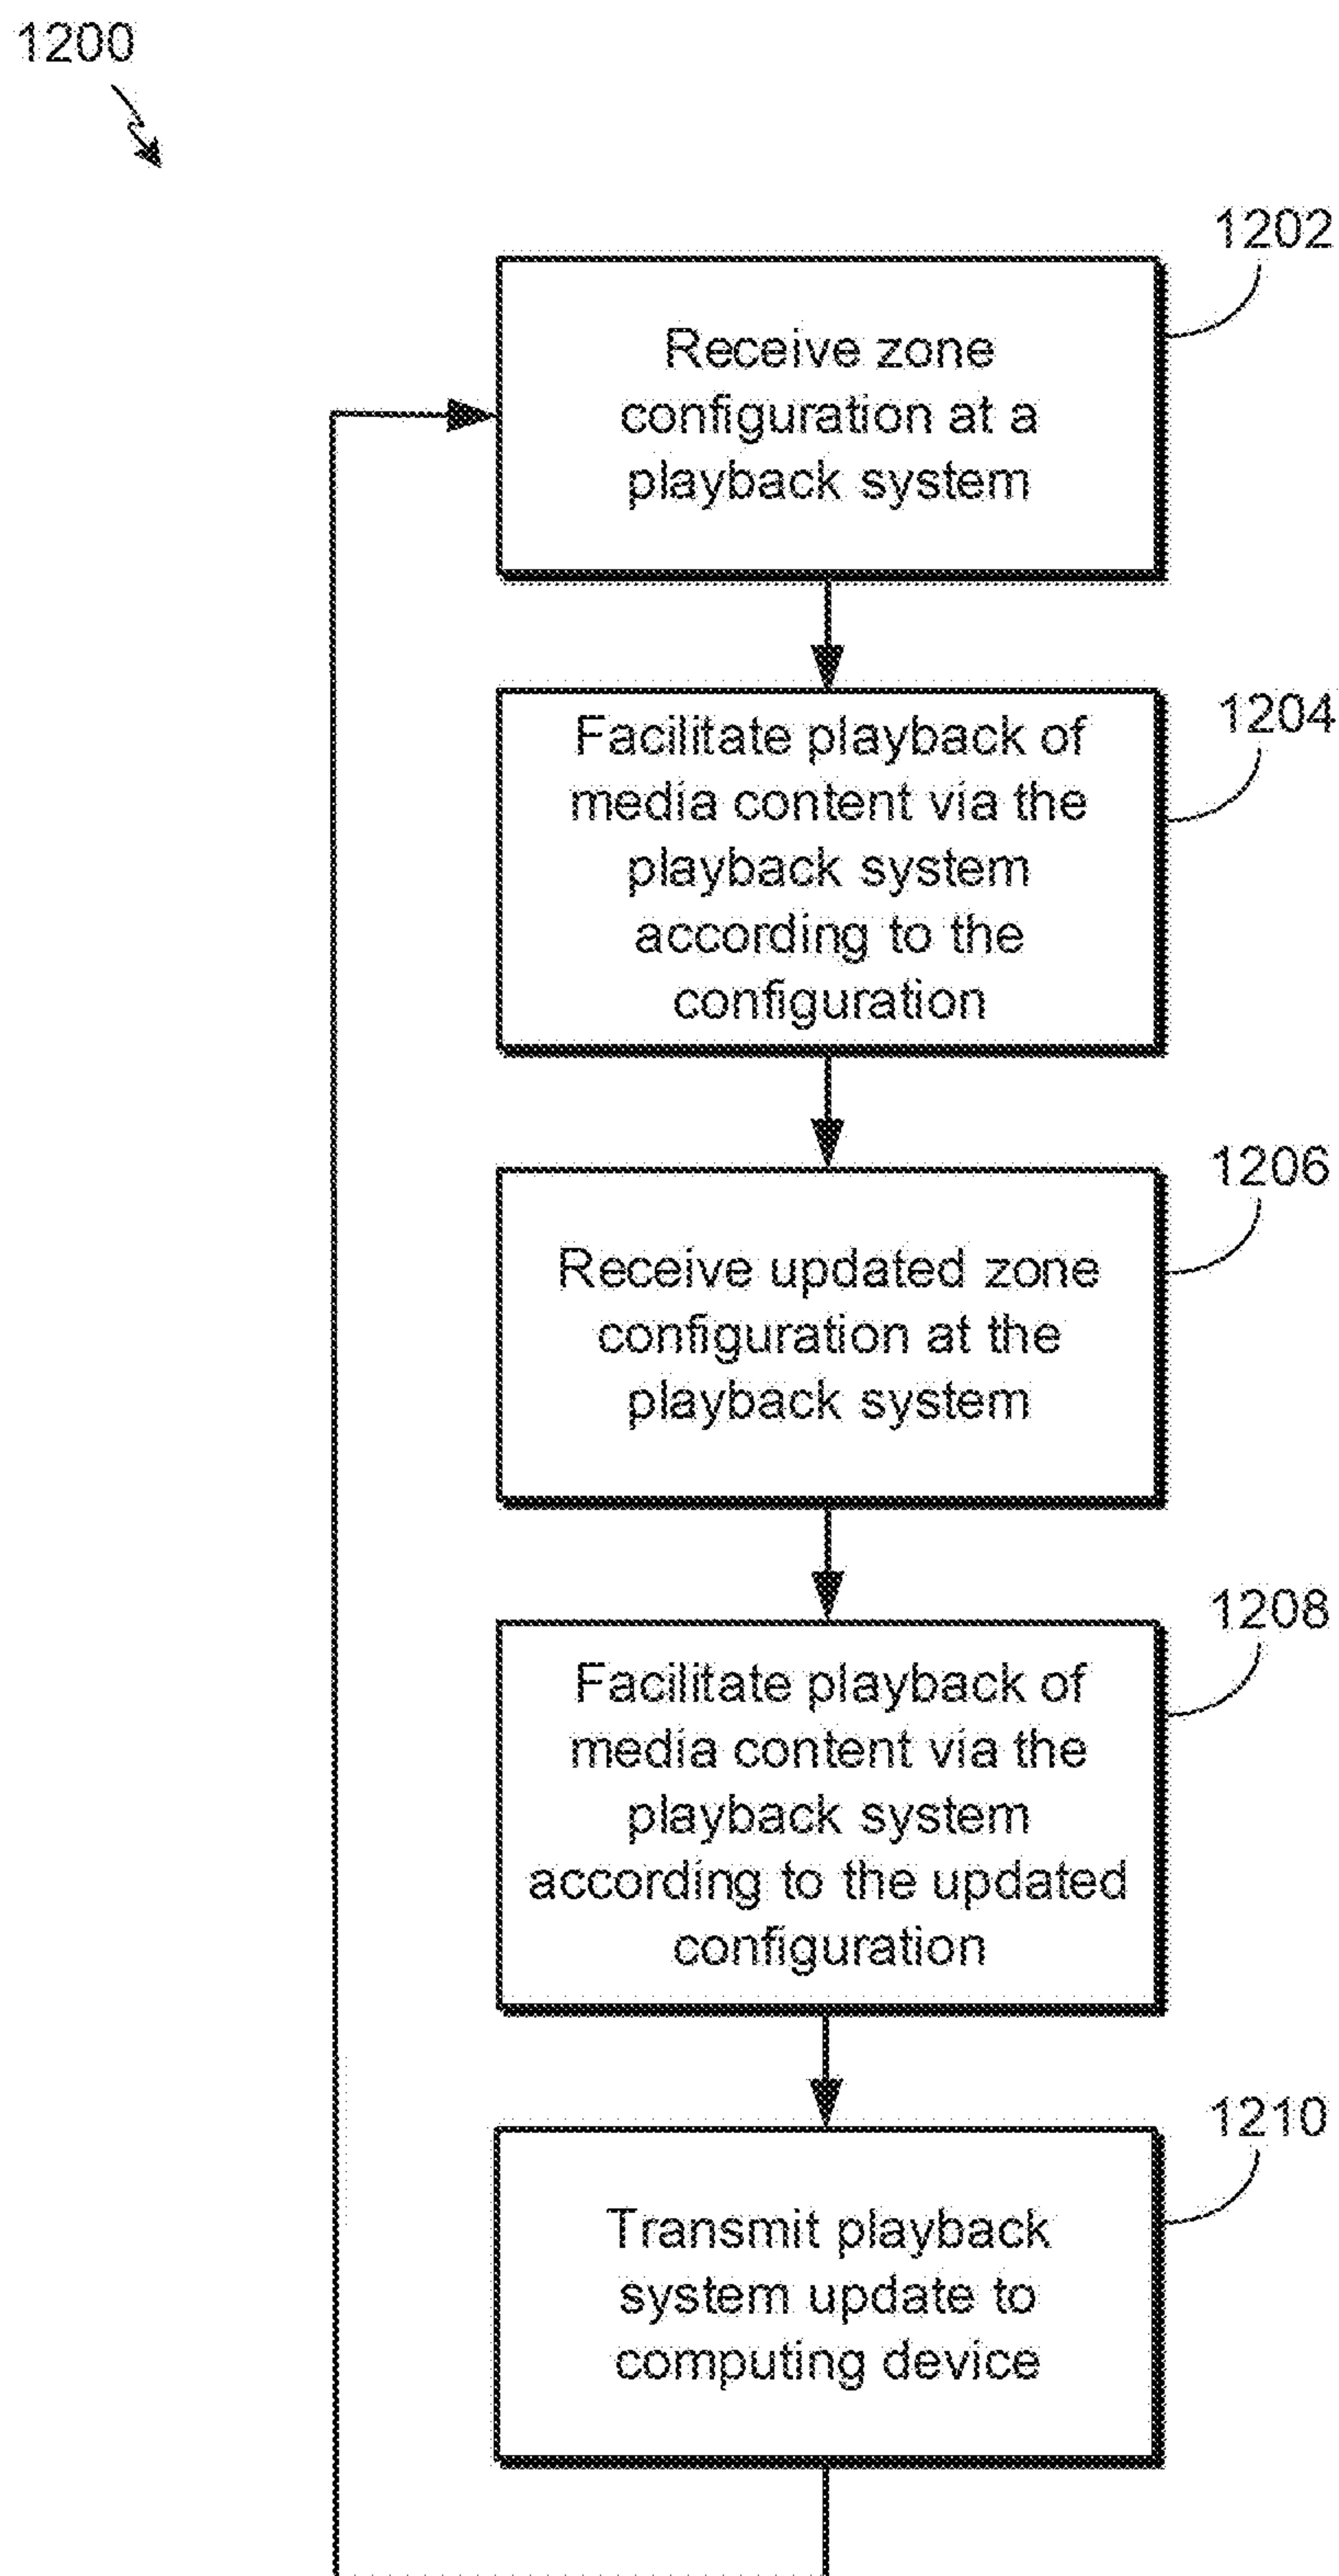 1200
1202
Receive zone
configuration at a
playback system
1204
Facilitate playback of
media content via the
playback system
according to the
configuration
1206
Receive updated zone
configuration at the
playback system
1208
Facilitate playback of
media content via the
playback system
according to the updated
configuration
1210
Transmit playback
system update to
computing device